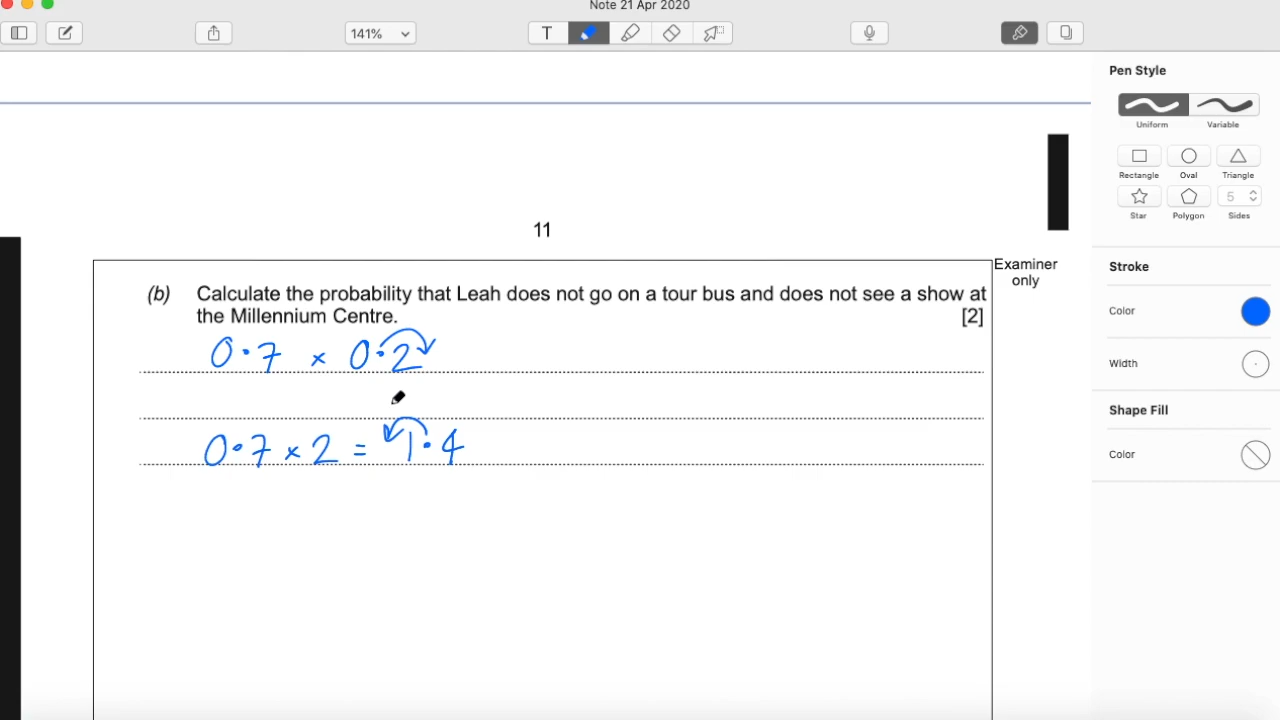 Note 21 Apr 2020
141%
T
Pen Style
Uniform
Variable
Rectangle
Oval
Triangle
5
Star
Polygon
Sides
11
Examiner
only
Stroke
Color
Width
Shape Fill
Color
(b) Calculate the probability that Leah does not go on a tour bus and does not see a show at
the Millennium Centre. [2]
0.7 × 0.2
0.7 × 2 = 1.4